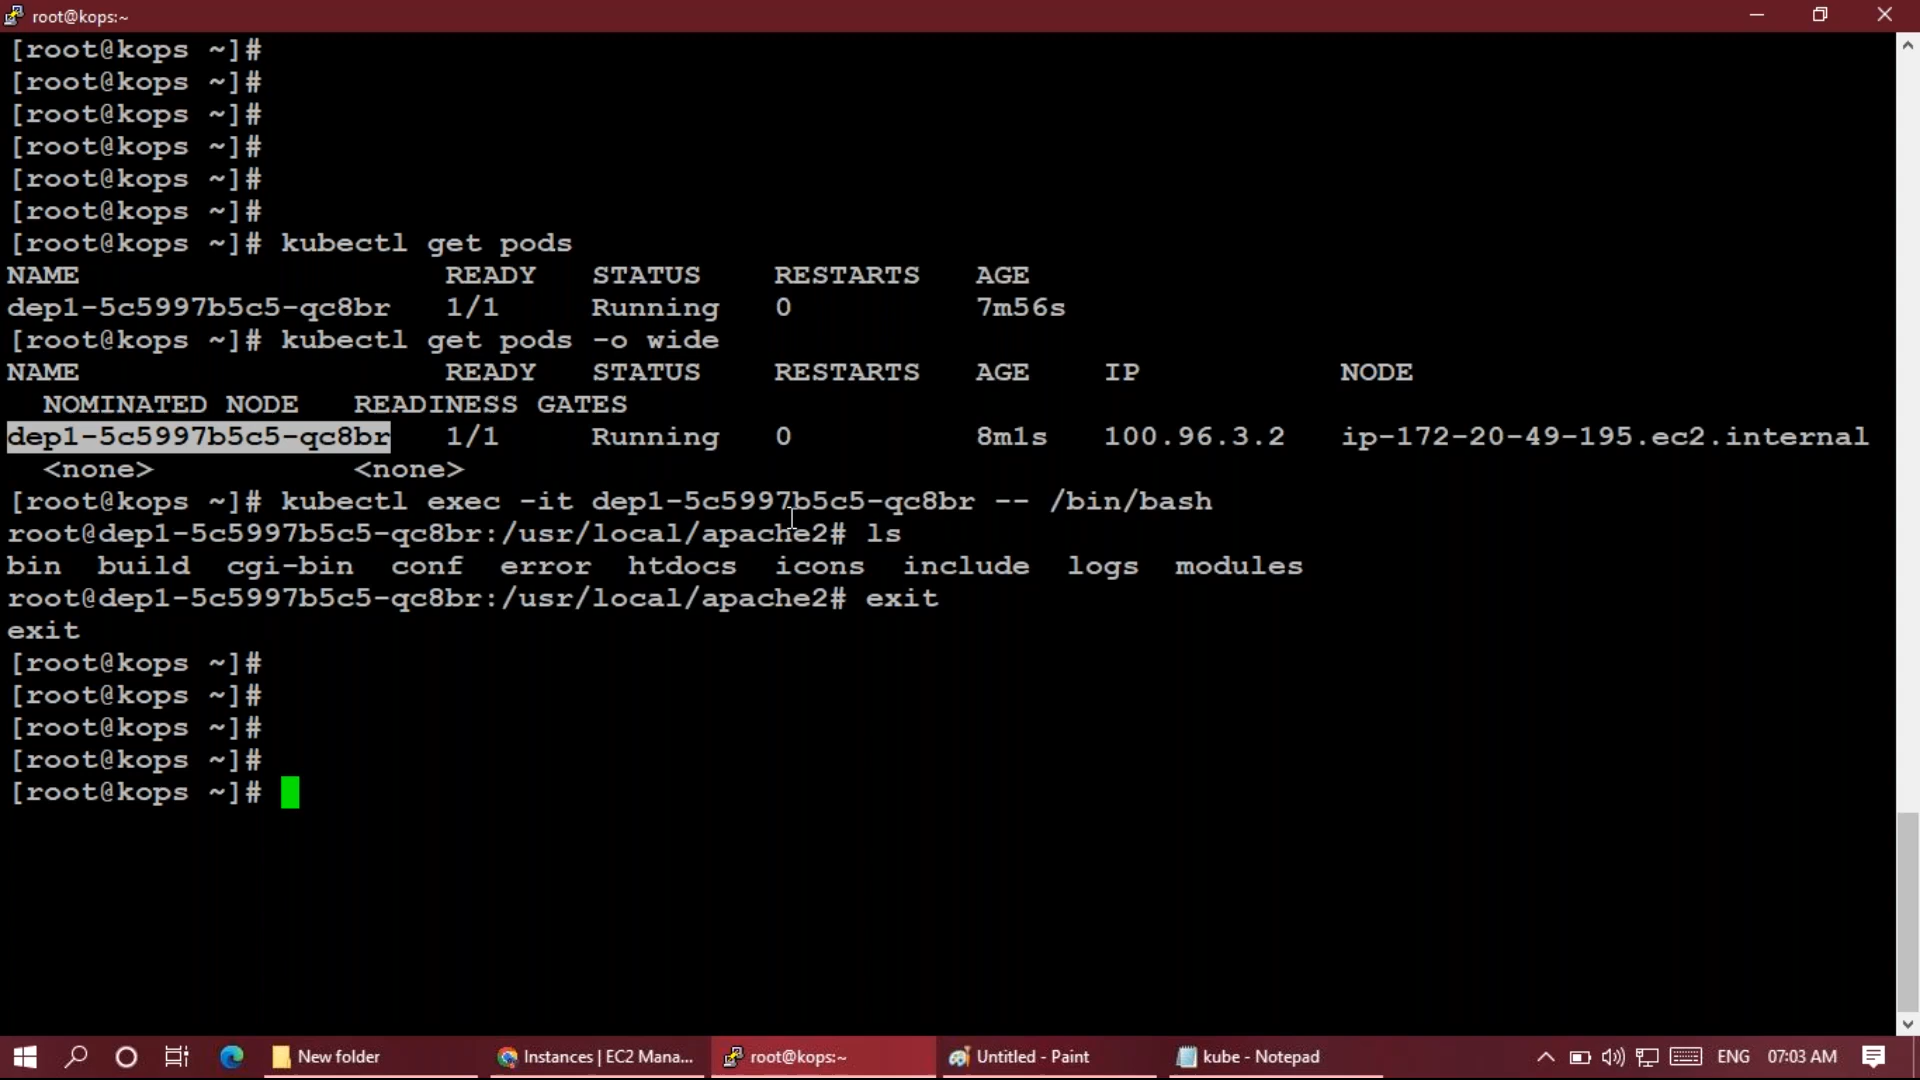 root@kops:~
[root@kops ~]#
[root@kops ~]#
[root@kops ~]#
[root@kops ~]#
[root@kops ~]#
[root@kops ~]#
[root@kops ~]# kubectl get pods
NAME READY STATUS RESTARTS AGE
dep1-5c5997b5c5-qc8br 1/1 Running 0 7m56s
[root@kops ~]# kubectl get pods -o wide
NAME READY STATUS RESTARTS AGE IP NODE
NOMINATED NODE READINESS GATES
dep1-5c5997b5c5-qc8br 1/1 Running 0 8m1s 100.96.3.2 ip-172-20-49-195.ec2.internal
<none> <none>
[root@kops ~]# kubectl exec -it dep1-5c5997b5c5-qc8br -- /bin/bash
root@dep1-5c5997b5c5-qc8br:/usr/local/apache2# ls
bin build cgi-bin conf error htdocs icons include logs modules
root@dep1-5c5997b5c5-qc8br:/usr/local/apache2# exit
exit
[root@kops ~]#
[root@kops ~]#
[root@kops ~]#
[root@kops ~]#
[root@kops ~]#
New folder Instances | EC2 Mana... root@kops:~ Untitled - Paint kube - Notepad ENG 07:03 AM